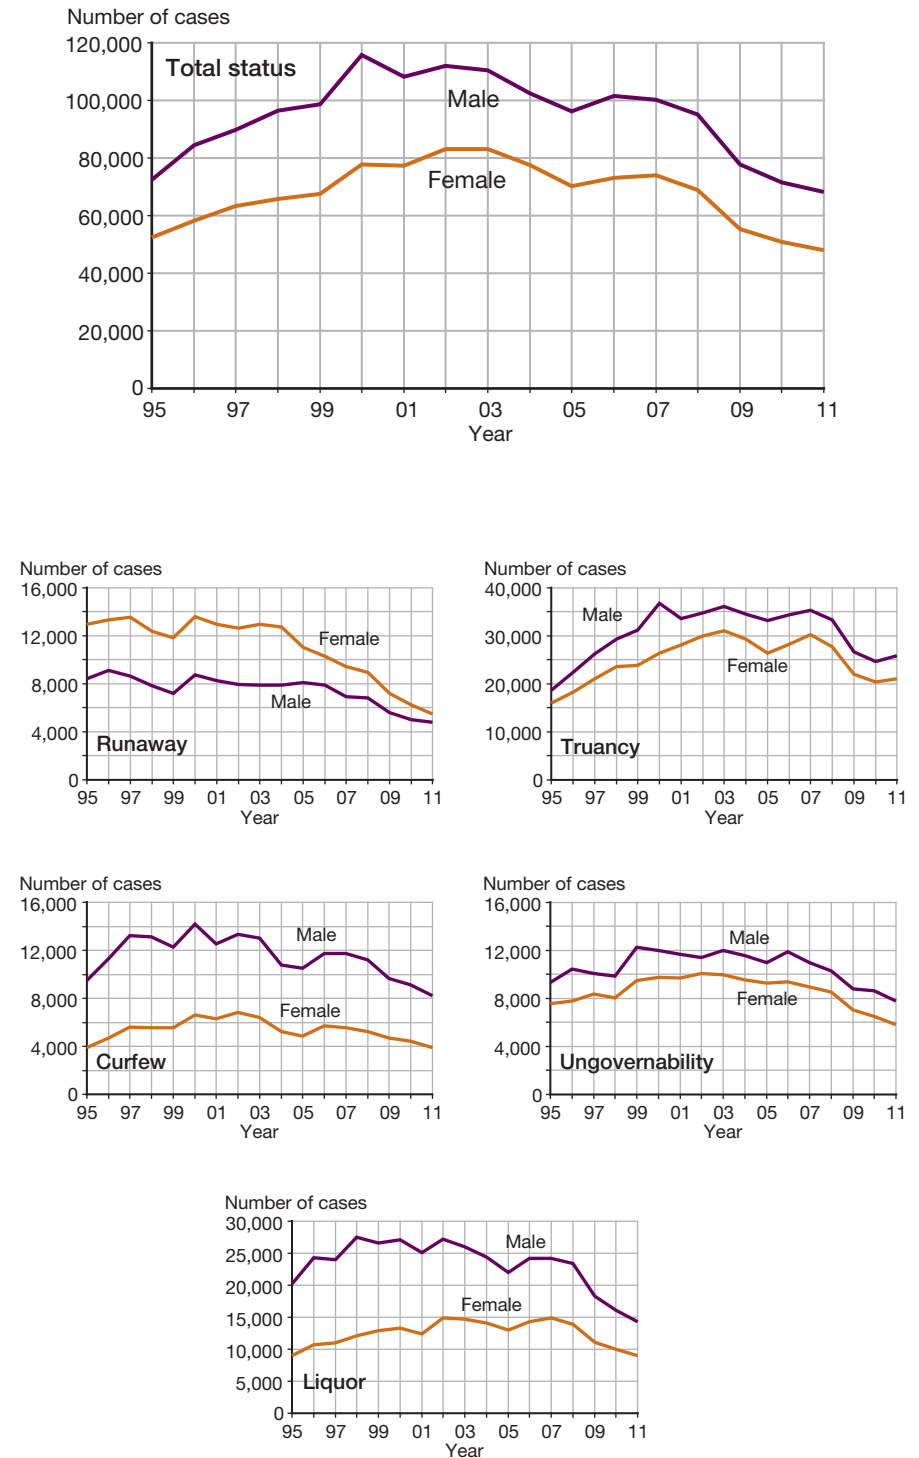 Number of cases
120,000
Total status
100,000
Male
80,000
Female
60,000
40,000
20,000
0
95 97 99 01 03 05 07 09 11
Year
Number of cases
16,000
12,000
Female
8,000
Male
4,000
Runaway
0
95 97 99 01 03 05 07 09 11
Year
Number of cases
40,000
Male
30,000
Female
20,000
10,000
Truancy
0
95 97 99 01 03 05 07 09 11
Year
Number of cases
16,000
Male
12,000
Female
8,000
4,000
Curfew
0
95 97 99 01 03 05 07 09 11
Year
Number of cases
16,000
Male
12,000
Female
8,000
4,000
Ungovernability
0
95 97 99 01 03 05 07 09 11
Year
Number of cases
30,000
Male
25,000
20,000
Female
15,000
10,000
5,000
Liquor
0
95 97 99 01 03 05 07 09 11
Year